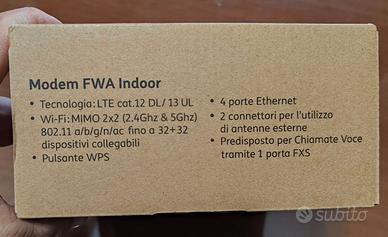 Modem FWA Indoor
• Tecnologia: LTE cat.12 DL/ 13 UL
• Wi-Fi: MIMO 2x2 (2.4Ghz & 5Ghz)
802.11 a/b/g/n/ac fino a 32+32
dispositivi collegabili
• Pulsante WPS
• 4 porte Ethernet
• 2 connettori per l'utilizzo
di antenne esterne
• Predisposto per Chiamate Voce
tramite 1 porta FXS
subito